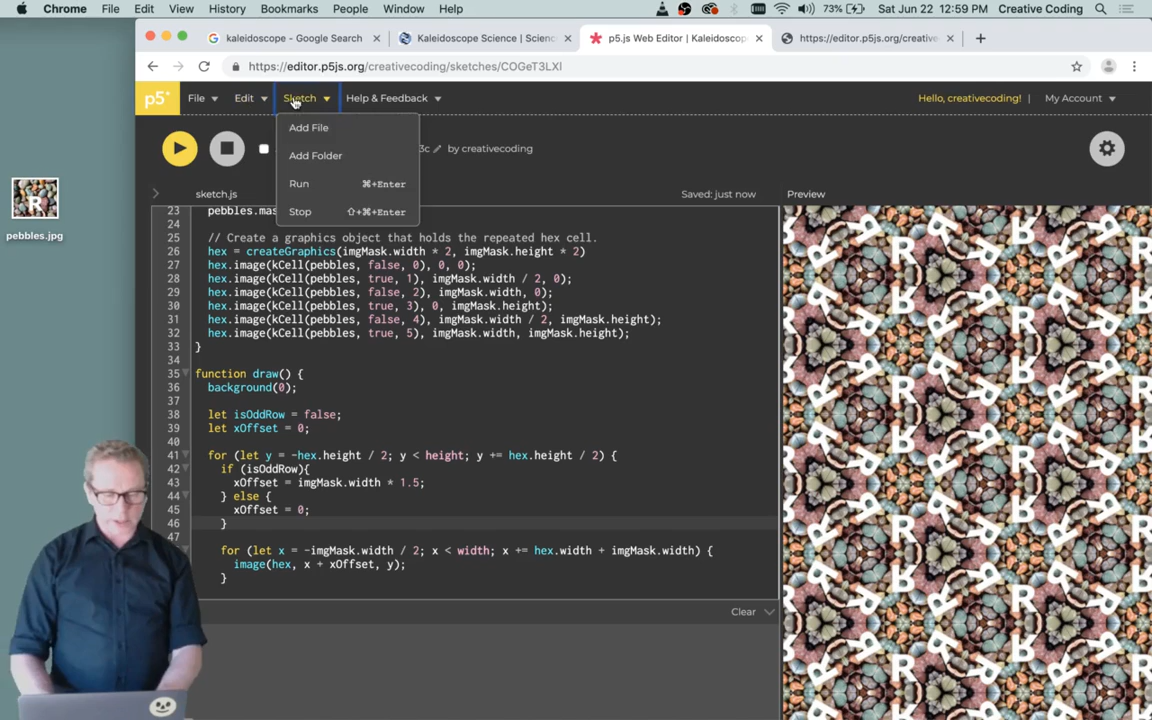 Chrome File Edit View History Bookmarks People Window Help 73% Sat Jun 22 12:59 PM Creative Coding
kaleidoscope - Google Search
Kaleidoscope Science | Scienc
p5.js Web Editor | Kaleidoscop
https://editor.p5js.org/creative
https://editor.p5js.org/creativecoding/sketches/COGeT3LXl
p5* File Edit Sketch Help & Feedback Hello, creativecoding! | My Account
Add File
Add Folder
Run ⌘+Enter
Stop ⇧+⌘+Enter
3c by creativecoding
sketch.js Saved: just now Preview
23 pebbles.mas
24
25 // Create a graphics object that holds the repeated hex cell.
26 hex = createGraphics(imgMask.width * 2, imgMask.height * 2)
27 hex.image(kCell(pebbles, false, 0), 0, 0);
28 hex.image(kCell(pebbles, true, 1), imgMask.width / 2, 0);
29 hex.image(kCell(pebbles, false, 2), imgMask.width, 0);
30 hex.image(kCell(pebbles, true, 3), 0, imgMask.height);
31 hex.image(kCell(pebbles, false, 4), imgMask.width / 2, imgMask.height);
32 hex.image(kCell(pebbles, true, 5), imgMask.width, imgMask.height);
33 }
34
35 function draw() {
36 background(0);
37
38 let isOddRow = false;
39 let xOffset = 0;
40
41 for (let y = -hex.height / 2; y < height; y += hex.height / 2) {
42 if (isOddRow){
43 xOffset = imgMask.width * 1.5;
44 } else {
45 xOffset = 0;
46 }
47
for (let x = -imgMask.width / 2; x < width; x += hex.width + imgMask.width) {
49 image(hex, x + xOffset, y);
50 }
Clear
R
pebbles.jpg